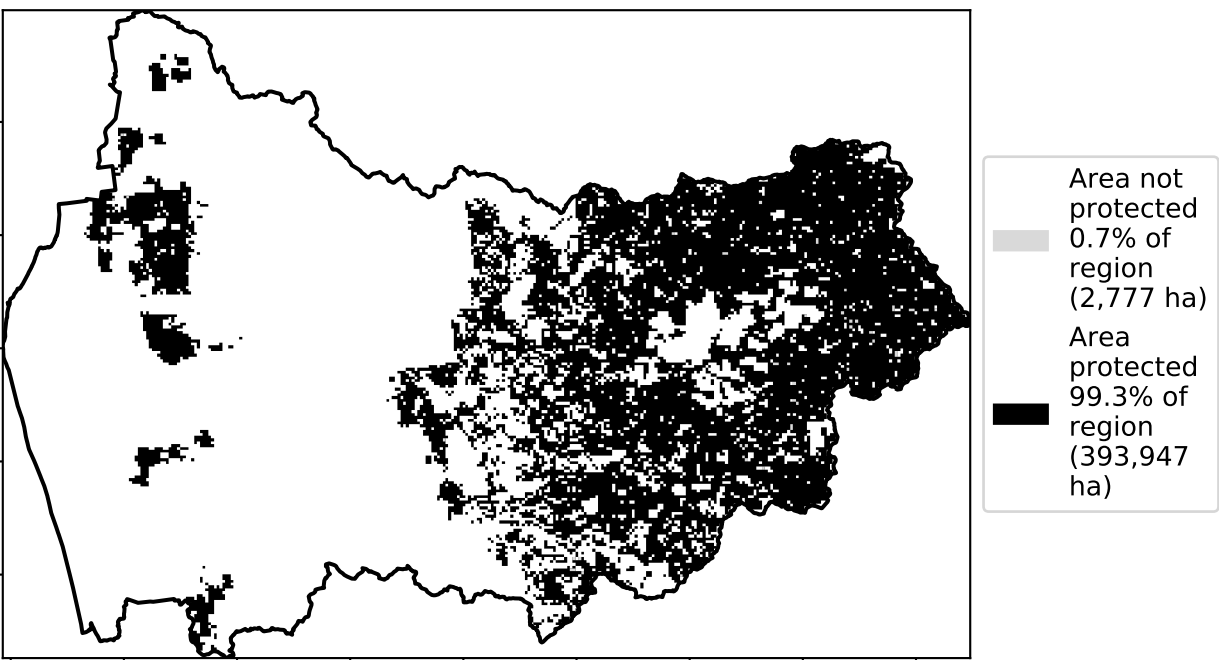 Area not
protected
0.7% of
region
(2,777 ha)
Area
protected
99.3% of
region
(393,947
ha)